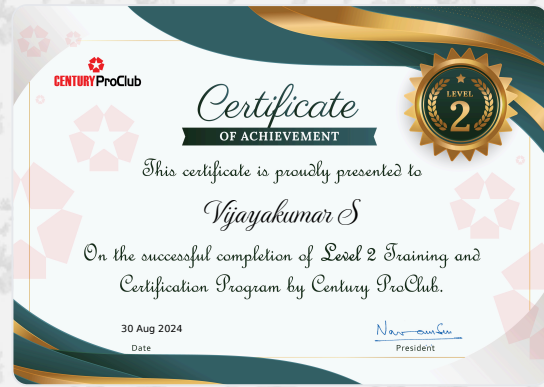 CENTURY ProClub
Certificate
OF ACHIEVEMENT
LEVEL
2
This certificate is proudly presented to
Vijayakumar S
On the successful completion of Level 2 Training and
Certification Program by Century ProClub.
30 Aug 2024
Date
President